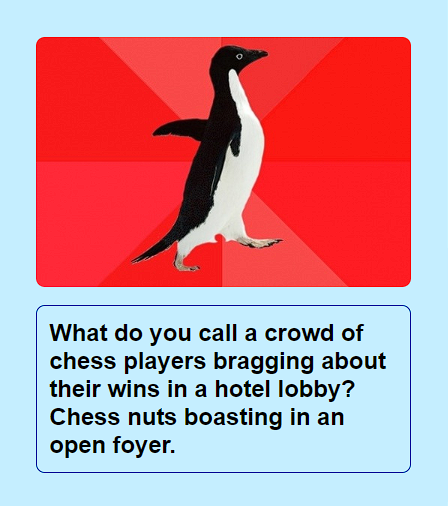 What do you call a crowd of
chess players bragging about
their wins in a hotel lobby?
Chess nuts boasting in an
open foyer.